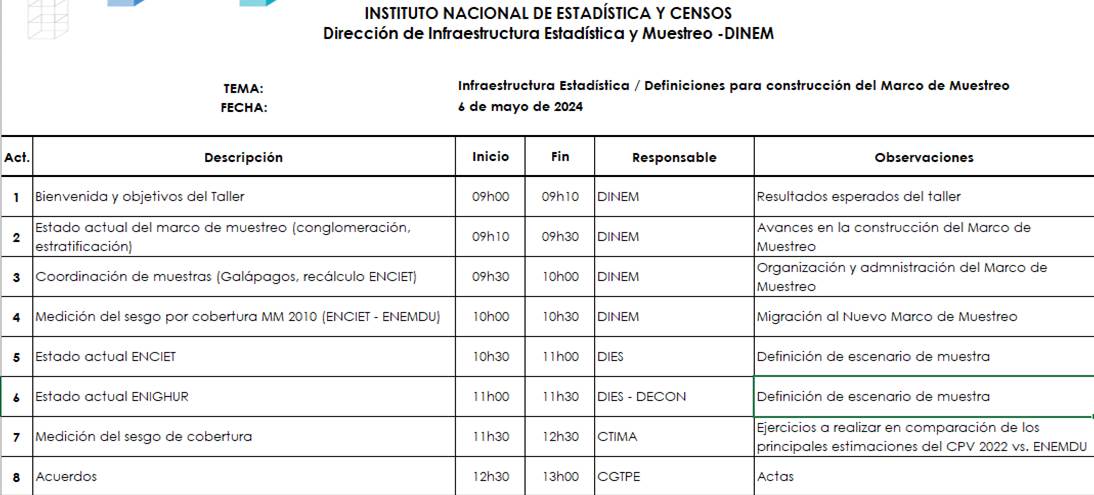 INSTITUTO NACIONAL DE ESTADÍSTICA Y CENSOS
Dirección de Infraestructura Estadística y Muestreo -DINEM
TEMA: Infraestructura Estadística / Definiciones para construcción del Marco de Muestreo
FECHA: 6 de mayo de 2024
Act. Descripción Inicio Fin Responsable Observaciones
1 Bienvenida y objetivos del Taller 09h00 09h10 DINEM Resultados esperados del taller
2 Estado actual del marco de muestreo (conglomeración, estratificación) 09h10 09h30 DINEM Avances en la construcción del Marco de Muestreo
3 Coordinación de muestras (Galápagos, recálculo ENCIET) 09h30 10h00 DINEM Organización y admnistración del Marco de Muestreo
4 Medición del sesgo por cobertura MM 2010 (ENCIET - ENEMDU) 10h00 10h30 DINEM Migración al Nuevo Marco de Muestreo
5 Estado actual ENCIET 10h30 11h00 DIES Definición de escenario de muestra
6 Estado actual ENIGHUR 11h00 11h30 DIES - DECON Definición de escenario de muestra
7 Medición del sesgo de cobertura 11h30 12h30 CTIMA Ejercicios a realizar en comparación de los principales estimaciones del CPV 2022 vs. ENEMDU
8 Acuerdos 12h30 13h00 CGTPE Actas